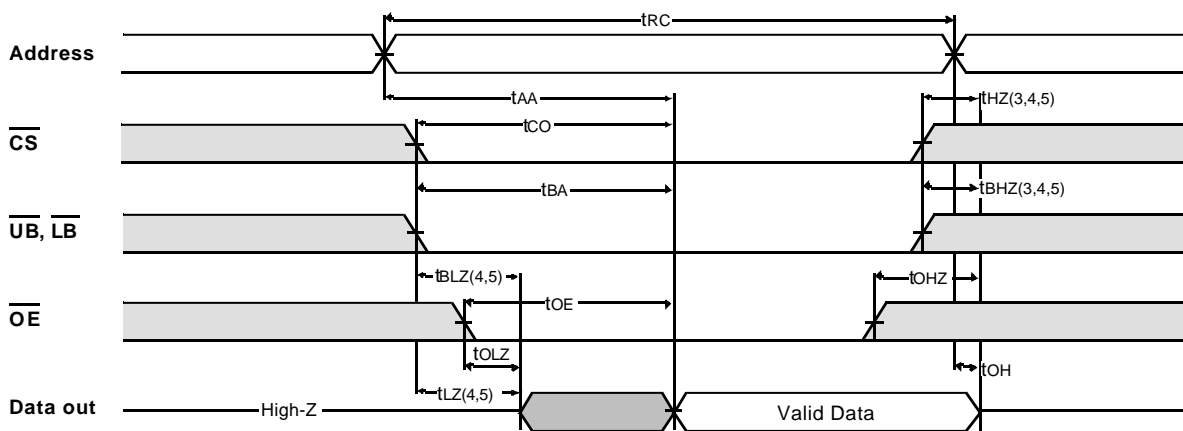 tRC
Address
tAA
tHZ(3,4,5)
tCO
CS
tBA
tBHZ(3,4,5)
UB, LB
tBLZ(4,5)
tOHZ
tOE
OE
tOLZ
tOH
tLZ(4,5)
Data out
High-Z
Valid Data